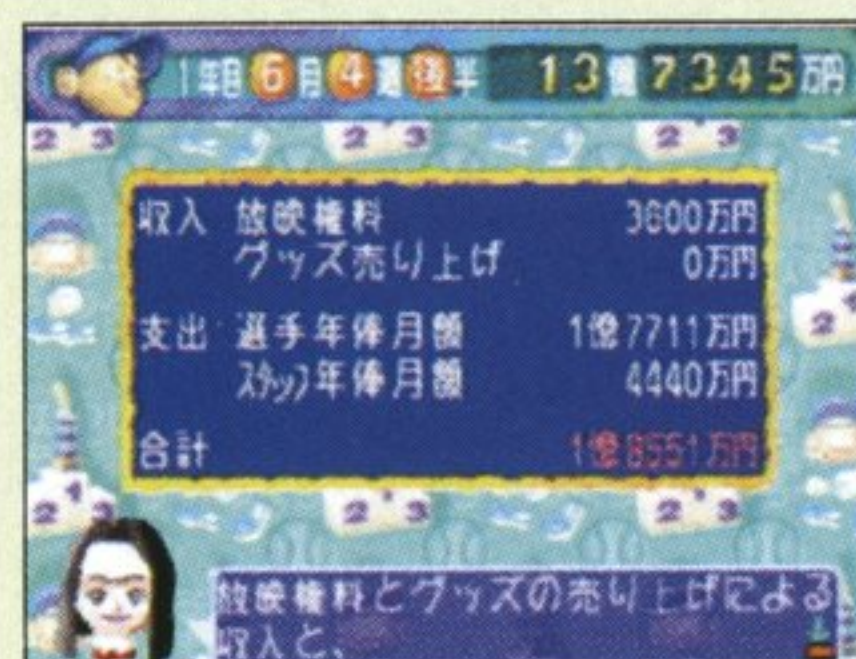 1年目6月4週後半 13億7345万円
収入 放映権料 3600万円
グッズ売り上げ 0万円
支出 選手年俸月額 1億7711万円
スタッフ年俸月額 4440万円
合計 1億8551万円
放映権料とグッズの売り上げによる
収入と、